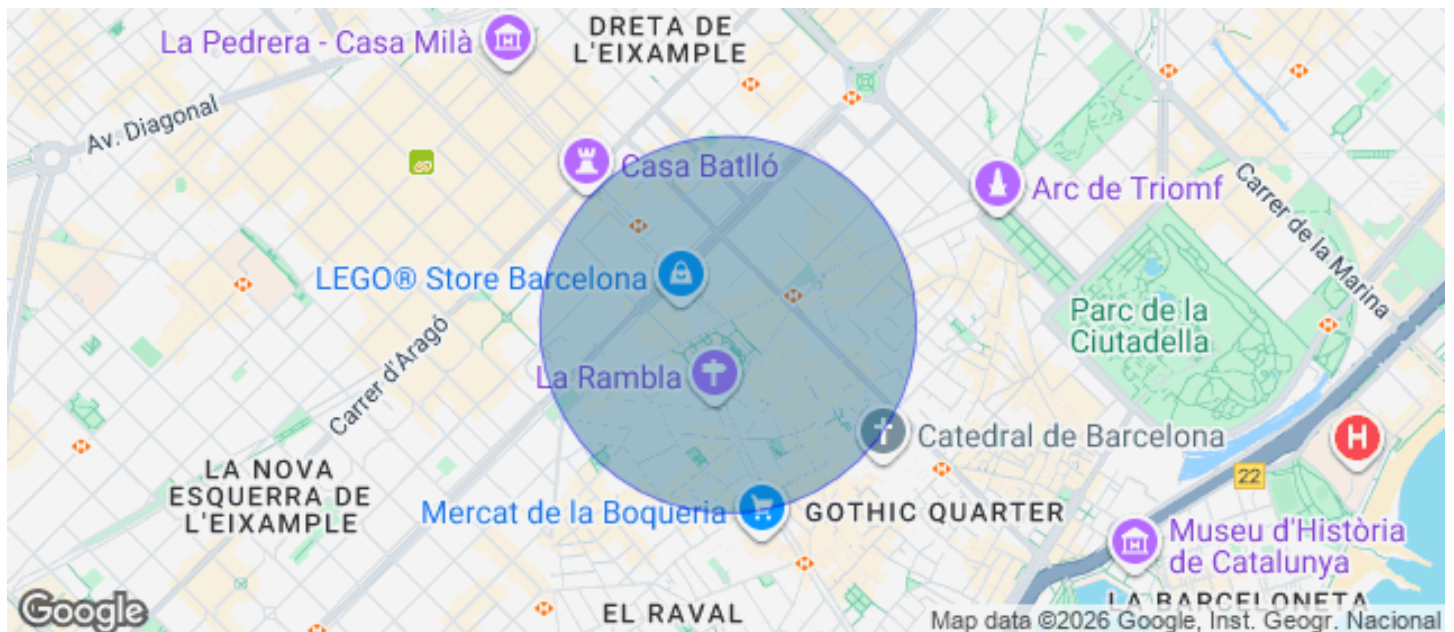 La Pedrera - Casa Milà
DRETA DE
L'EIXAMPLE
Av. Diagonal
Casa Batlló
Arc de Triomf
Carrer de la Marina
LEGO® Store Barcelona
Parc de la
Ciutadella
Carrer d'Aragó
La Rambla
Catedral de Barcelona
H
LA NOVA
ESQUERRA DE
L'EIXAMPLE
22
Mercat de la Boqueria
GOTHIC QUARTER
Museu d'Història
de Catalunya
EL RAVAL
LA BARCELONETA
Google
Map data ©2026 Google, Inst. Geogr. Nacional